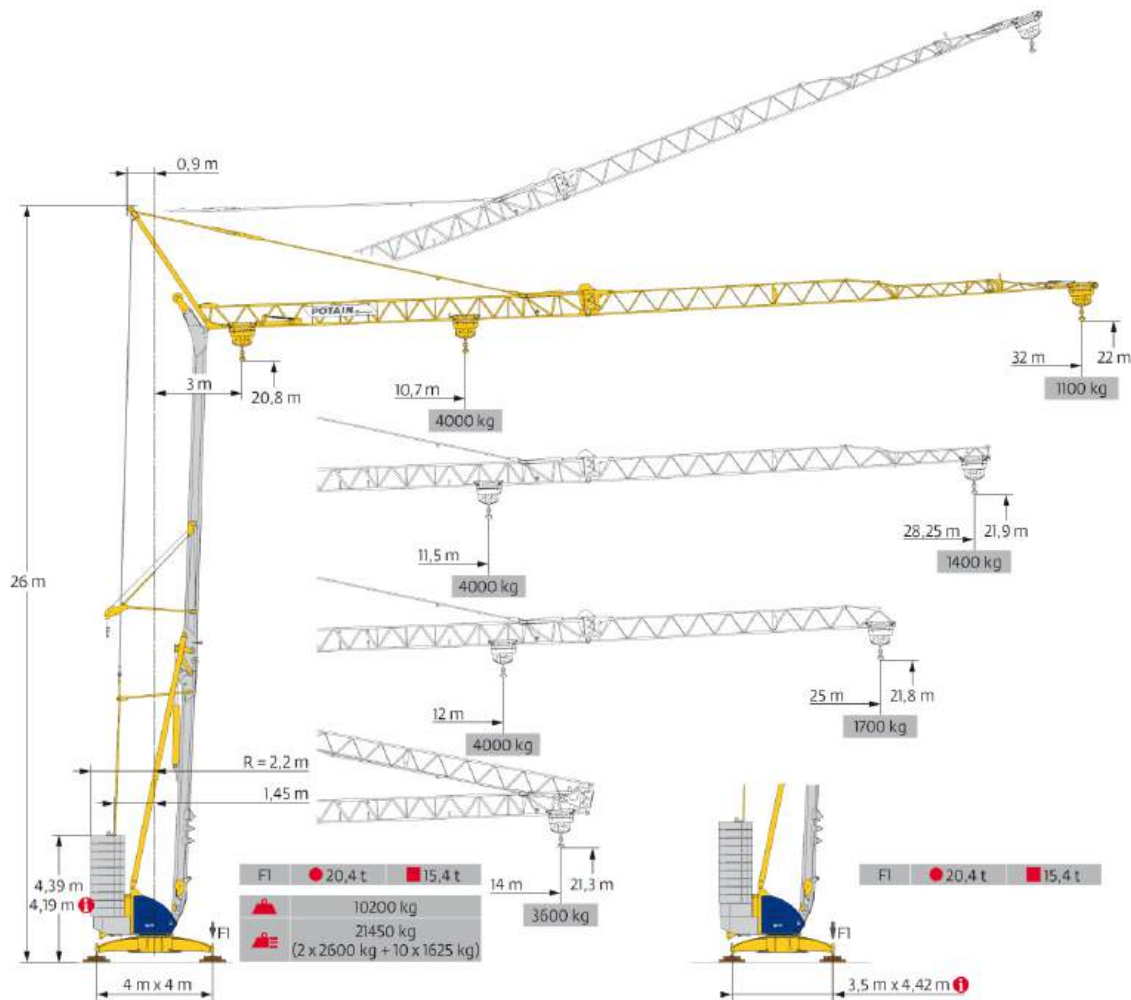 0,9 m
POTAIN
3 m
20,8 m
10,7 m
4000 kg
32 m
22 m
1100 kg
11,5 m
4000 kg
28,25 m
21,9 m
1400 kg
26 m
12 m
4000 kg
25 m
21,8 m
1700 kg
R = 2,2 m
1,45 m
14 m
21,3 m
3600 kg
4,39 m
4,19 m i
F1 20,4 t 15,4 t
10200 kg
21450 kg
(2 x 2600 kg + 10 x 1625 kg)
F1
4 m x 4 m
F1 20,4 t 15,4 t
F1
3,5 m x 4,42 m i